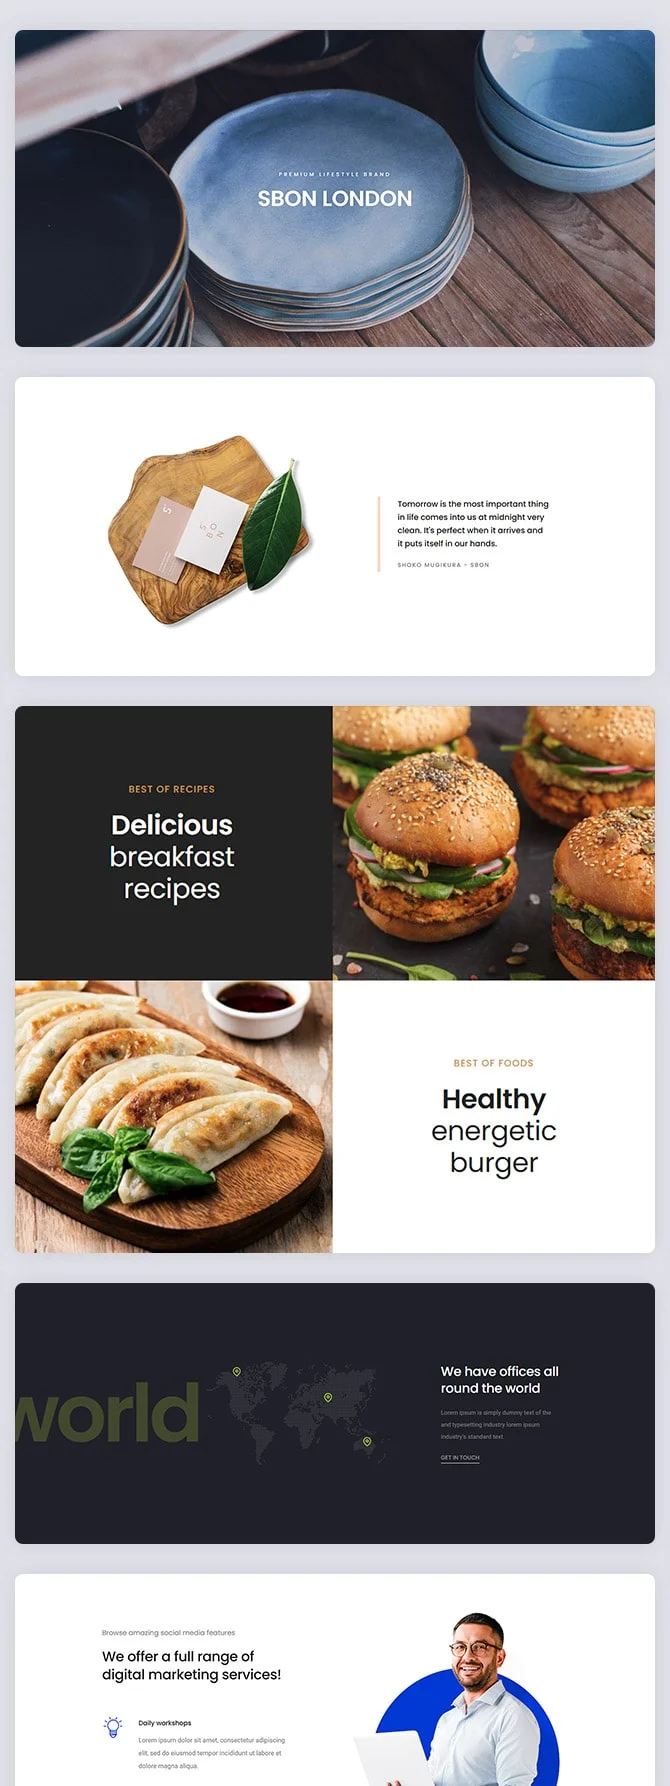 PREMIUM LIFESTYLE BRAND
SBON LONDON
S
S
BO
N
Tomorrow is the most important thing
in life comes into us at midnight very
clean. It's perfect when it arrives and
it puts itself in our hands.
SHOKO MUGIKURA - SBON
BEST OF RECIPES
Delicious
breakfast
recipes
BEST OF FOODS
Healthy
energetic
burger
world
We have offices all
round the world
Lorem ipsum is simply dummy text of the
and typesetting industry lorem ipsum
industry's standard text.
GET IN TOUCH
Browse amazing social media features
We offer a full range of
digital marketing services!
Daily workshops
Lorem ipsum dolor sit amet, consectetur adipiscing
elit, sed do eiusmod tempor incididunt ut labore et
dolore magna aliqua.